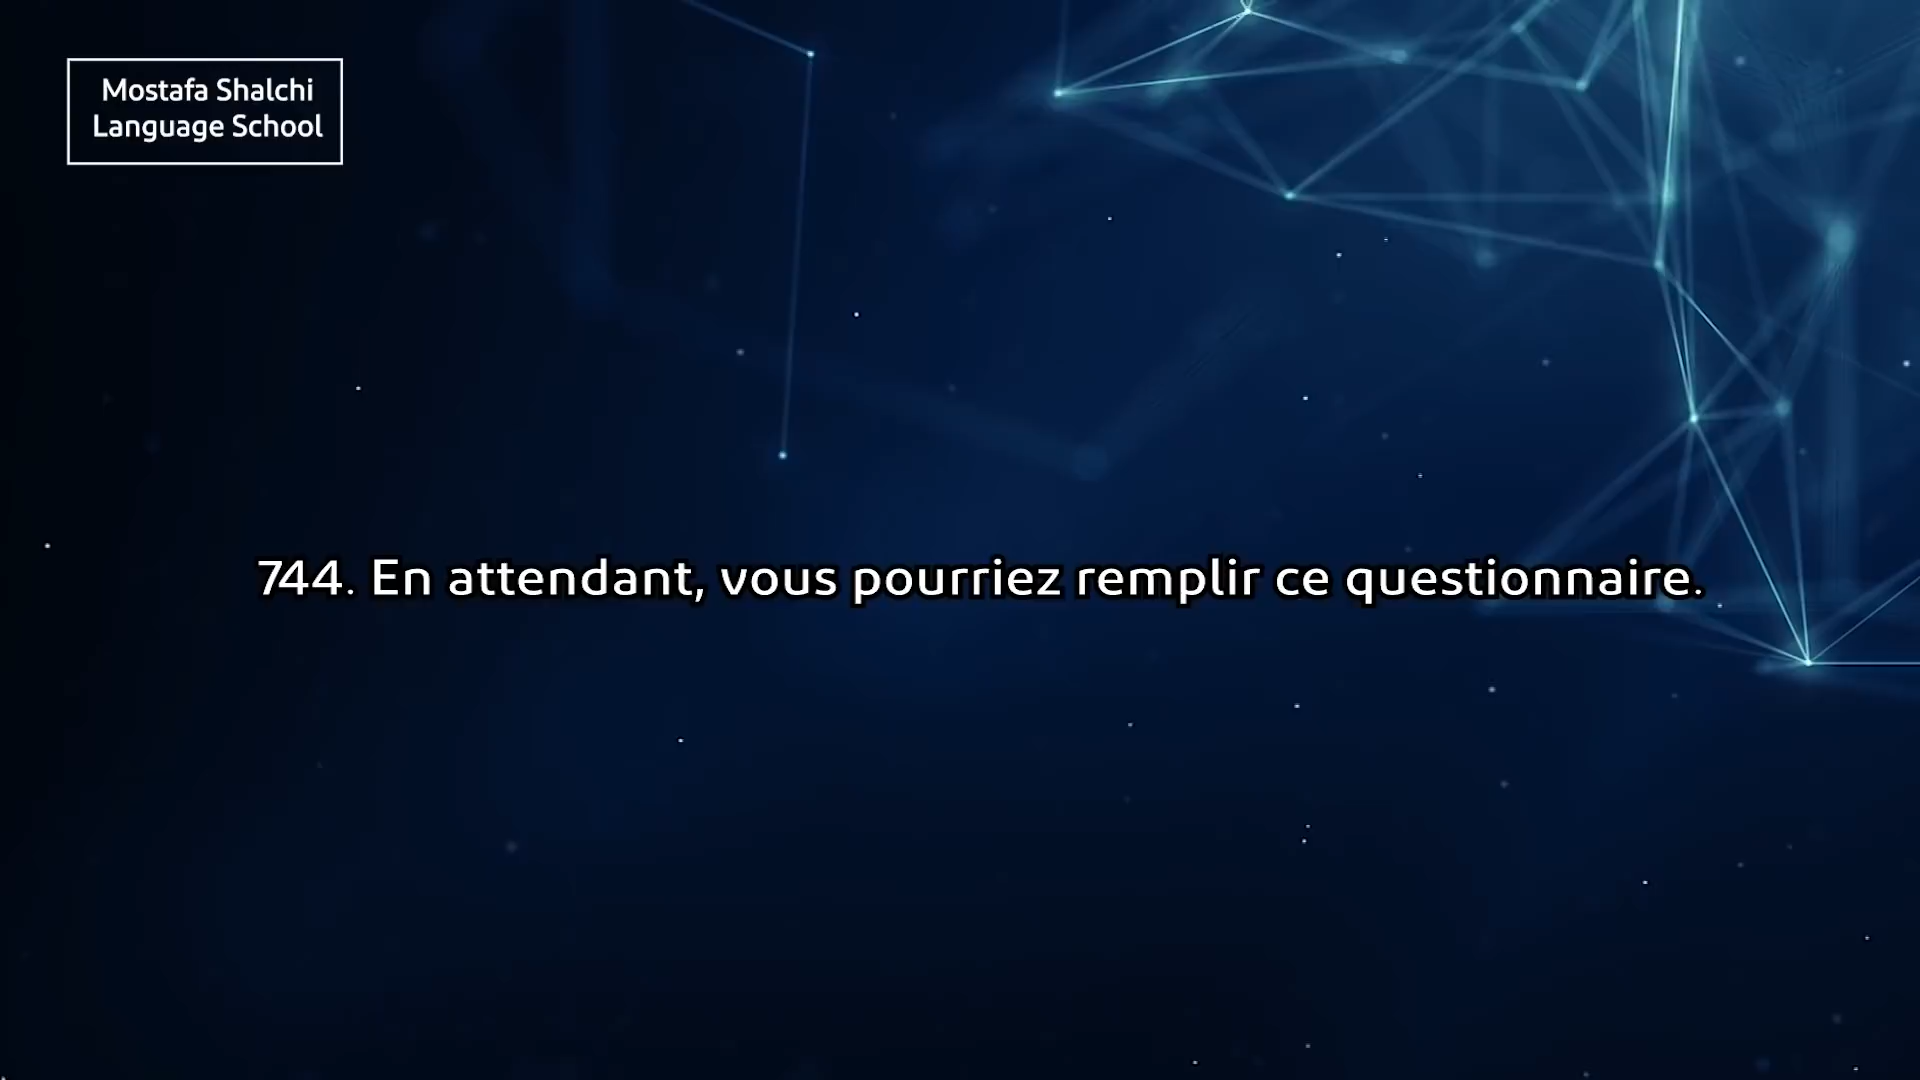 Mostafa Shalchi
Language School
744. En attendant, vous pourriez remplir ce questionnaire.